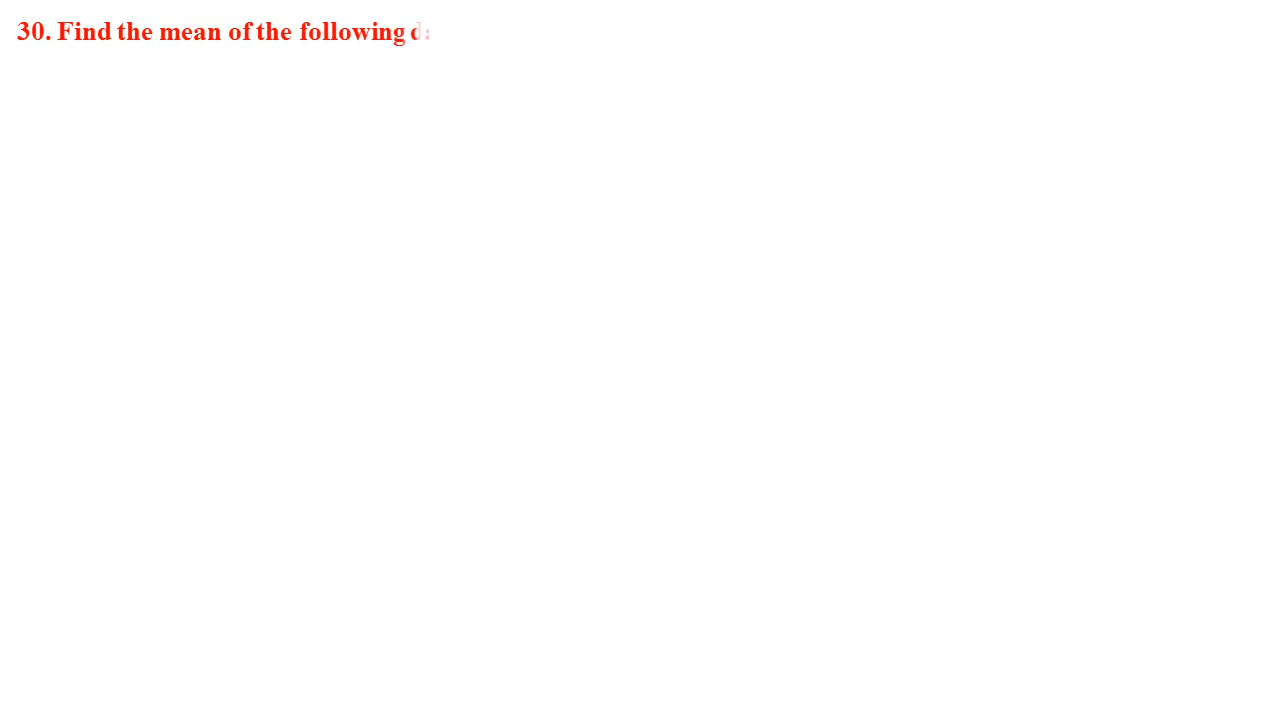 30. Find the mean of the following